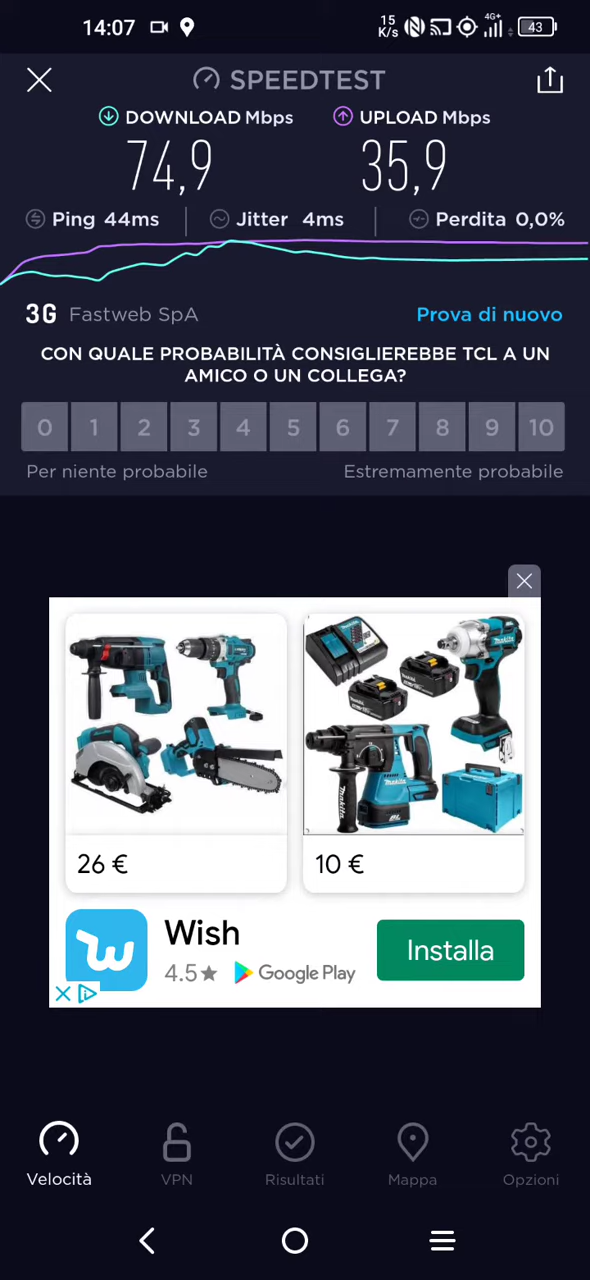 14:07
15 K/s
4G+
43
SPEEDTEST
DOWNLOAD Mbps
UPLOAD Mbps
74,9
35,9
Ping 44ms
Jitter 4ms
Perdita 0,0%
3G Fastweb SpA
Prova di nuovo
CON QUALE PROBABILITÀ CONSIGLIEREBBE TCL A UN
AMICO O UN COLLEGA?
0 1 2 3 4 5 6 7 8 9 10
Per niente probabile
Estremamente probabile
26 €
makita
10 €
Wish
4.5★ Google Play
Installa
Velocità
VPN
Risultati
Mappa
Opzioni